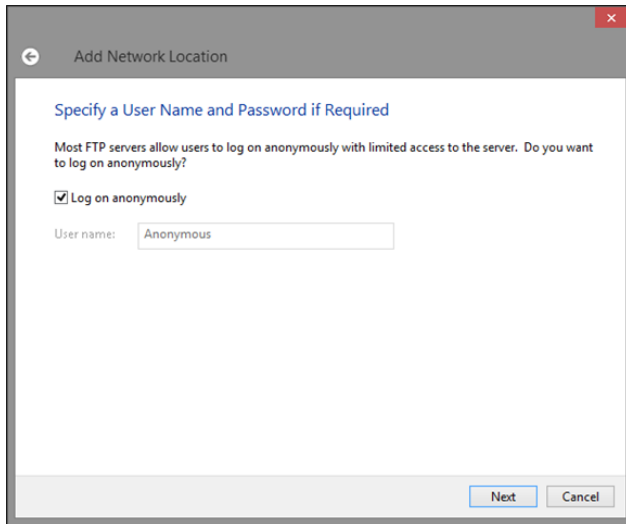 Add Network Location
Specify a User Name and Password if Required
Most FTP servers allow users to log on anonymously with limited access to the server.  Do you want
to log on anonymously?
Log on anonymously
User name: Anonymous
Next Cancel